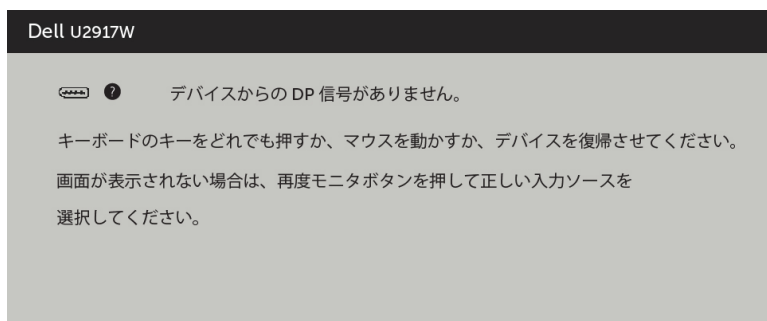 Dell U2917W
? デバイスからの DP 信号がありません。
キーボードのキーをどれでも押すか、マウスを動かすか、デバイスを復帰させてください。
画面が表示されない場合は、再度モニタボタンを押して正しい入力ソースを
選択してください。